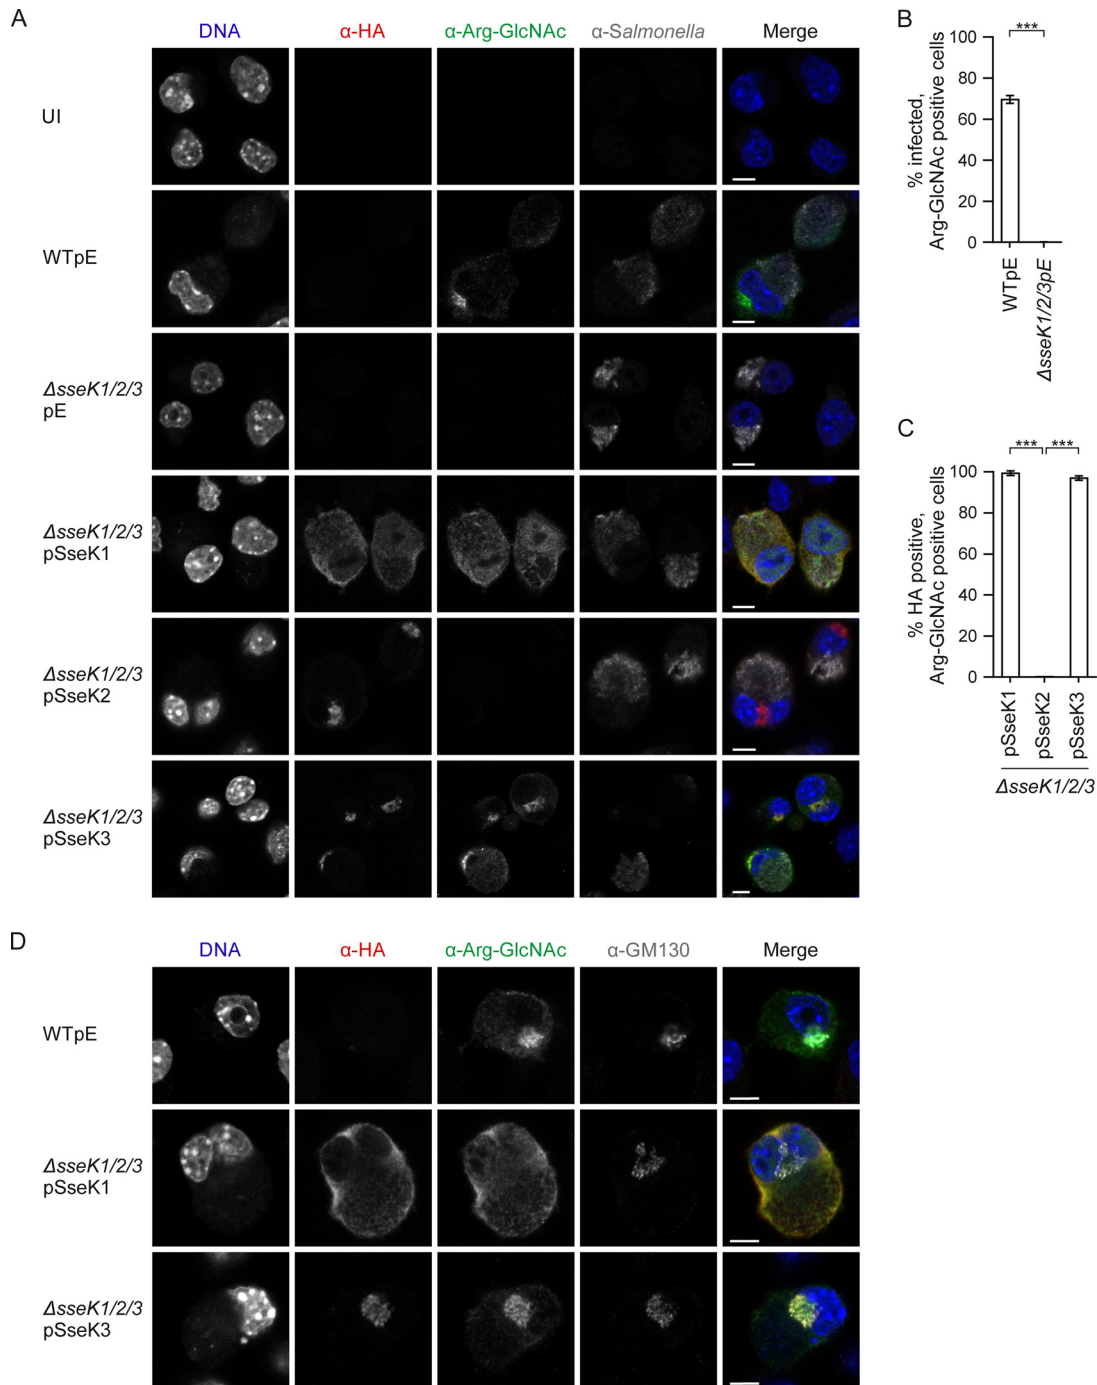 A
DNA
α-HA
α-Arg-GlcNAc
α-Salmonella
Merge
UI
WTpE
ΔsseK1/2/3
pE
ΔsseK1/2/3
pSseK1
ΔsseK1/2/3
pSseK2
ΔsseK1/2/3
pSseK3
B
% infected,
Arg-GlcNAc positive cells
100
80
60
40
20
0
***
WTpE
ΔsseK1/2/3pE
C
% HA positive,
Arg-GlcNAc positive cells
100
80
60
40
20
0
*** ***
pSseK1
pSseK2
pSseK3
ΔsseK1/2/3
D
DNA
α-HA
α-Arg-GlcNAc
α-GM130
Merge
WTpE
ΔsseK1/2/3
pSseK1
ΔsseK1/2/3
pSseK3